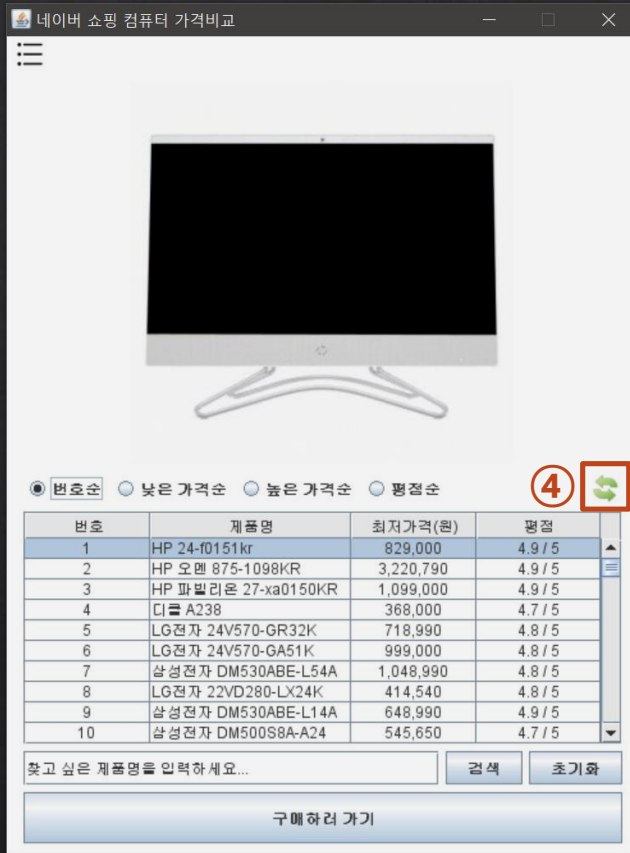 네이버 쇼핑 컴퓨터 가격비교
번호순 낮은 가격순 높은 가격순 평점순 ④
번호 제품명 최저가격(원) 평점
1 HP 24-f0151kr 829,000 4.9 / 5
2 HP 오멘 875-1098KR 3,220,790 4.9 / 5
3 HP 파빌리온 27-xa0150KR 1,099,000 4.9 / 5
4 디클 A238 368,000 4.7 / 5
5 LG전자 24V570-GR32K 718,990 4.8 / 5
6 LG전자 24V570-GA51K 999,000 4.8 / 5
7 삼성전자 DM530ABE-L54A 1,048,990 4.8 / 5
8 LG전자 22VD280-LX24K 414,540 4.8 / 5
9 삼성전자 DM530ABE-L14A 648,990 4.9 / 5
10 삼성전자 DM500S8A-A24 545,650 4.7 / 5
찾고 싶은 제품명을 입력하세요... 검색 초기화
구매하러 가기